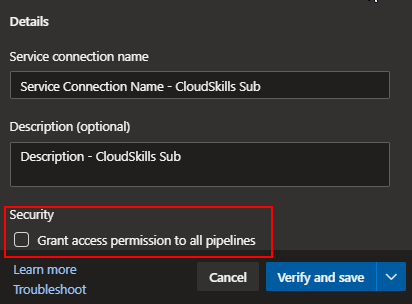 Details
Service connection name
Service Connection Name - CloudSkills Sub
Description (optional)
Description - CloudSkills Sub
Security
Grant access permission to all pipelines
Learn more
Troubleshoot
Cancel
Verify and save